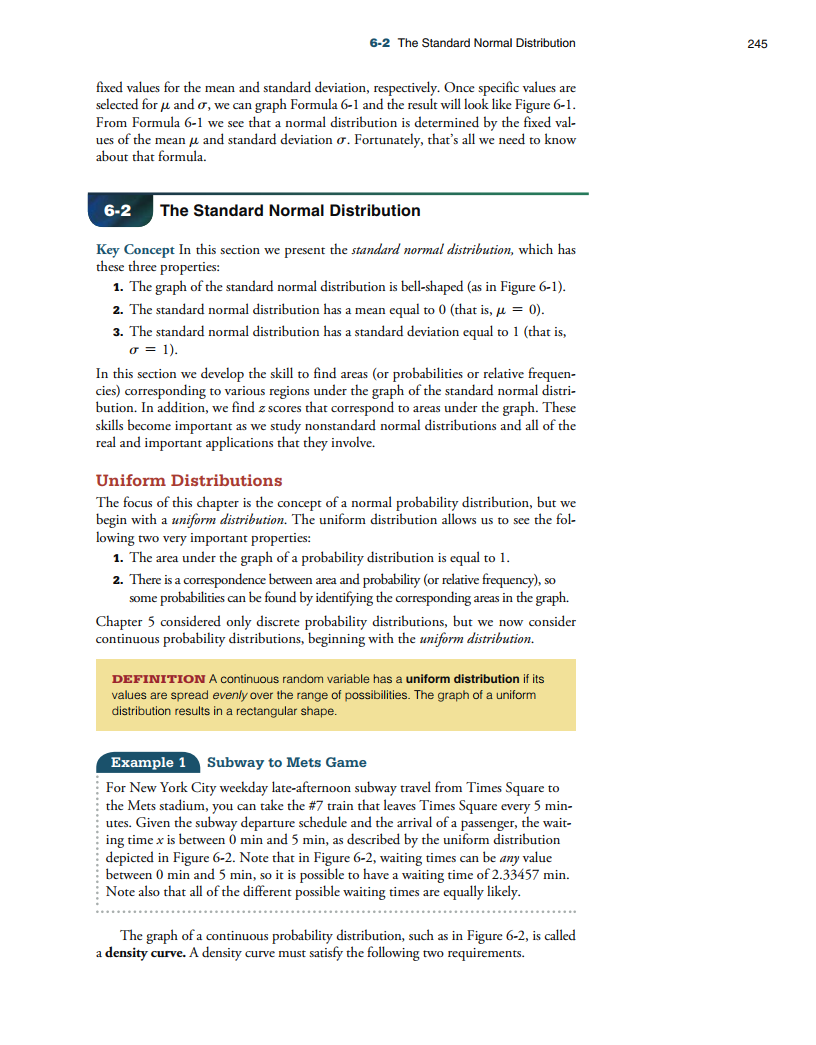 6-2 The Standard Normal Distribution 245
fixed values for the mean and standard deviation, respectively. Once specific values are
selected for μ and σ, we can graph Formula 6-1 and the result will look like Figure 6-1.
From Formula 6-1 we see that a normal distribution is determined by the fixed val-
ues of the mean μ and standard deviation σ. Fortunately, that's all we need to know
about that formula.
6-2 The Standard Normal Distribution
Key Concept In this section we present the standard normal distribution, which has
these three properties:
1. The graph of the standard normal distribution is bell-shaped (as in Figure 6-1).
2. The standard normal distribution has a mean equal to 0 (that is, μ = 0).
3. The standard normal distribution has a standard deviation equal to 1 (that is,
σ = 1).
In this section we develop the skill to find areas (or probabilities or relative frequen-
cies) corresponding to various regions under the graph of the standard normal distri-
bution. In addition, we find z scores that correspond to areas under the graph. These
skills become important as we study nonstandard normal distributions and all of the
real and important applications that they involve.
Uniform Distributions
The focus of this chapter is the concept of a normal probability distribution, but we
begin with a uniform distribution. The uniform distribution allows us to see the fol-
lowing two very important properties:
1. The area under the graph of a probability distribution is equal to 1.
2. There is a correspondence between area and probability (or relative frequency), so
some probabilities can be found by identifying the corresponding areas in the graph.
Chapter 5 considered only discrete probability distributions, but we now consider
continuous probability distributions, beginning with the uniform distribution.
DEFINITION A continuous random variable has a uniform distribution if its
values are spread evenly over the range of possibilities. The graph of a uniform
distribution results in a rectangular shape.
Example 1 Subway to Mets Game
For New York City weekday late-afternoon subway travel from Times Square to
the Mets stadium, you can take the #7 train that leaves Times Square every 5 min-
utes. Given the subway departure schedule and the arrival of a passenger, the wait-
ing time x is between 0 min and 5 min, as described by the uniform distribution
depicted in Figure 6-2. Note that in Figure 6-2, waiting times can be any value
between 0 min and 5 min, so it is possible to have a waiting time of 2.33457 min.
Note also that all of the different possible waiting times are equally likely.
The graph of a continuous probability distribution, such as in Figure 6-2, is called
a density curve. A density curve must satisfy the following two requirements.